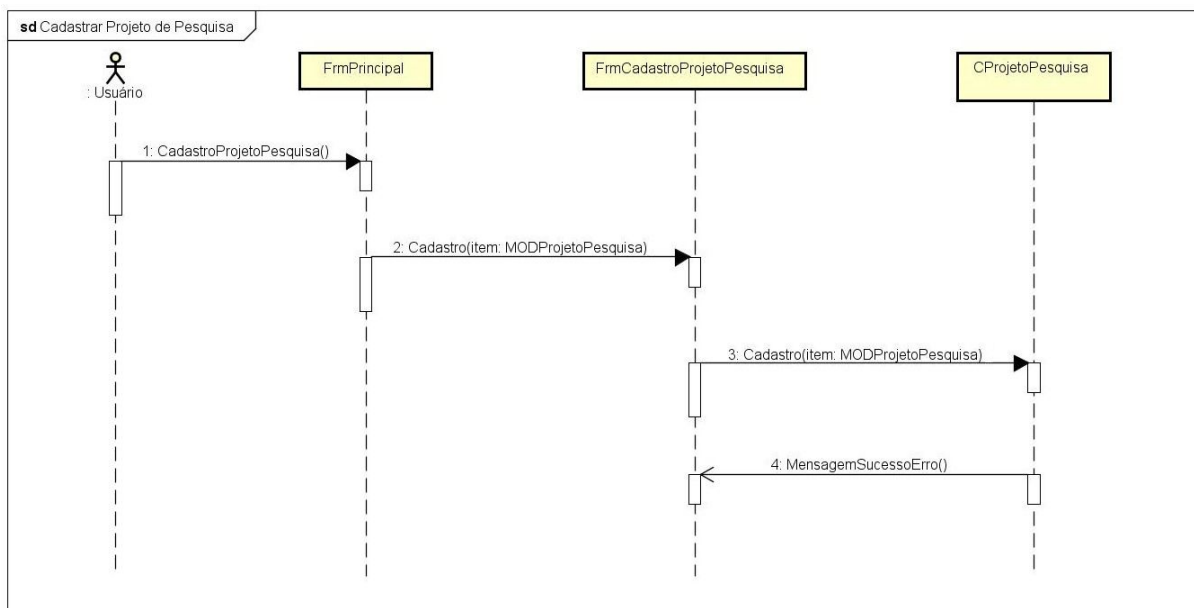 sd Cadastrar Projeto de Pesquisa
: Usuário
FrmPrincipal
FrmCadastroProjetoPesquisa
CProjetoPesquisa
1: CadastroProjetoPesquisa()
2: Cadastro(item: MODProjetoPesquisa)
3: Cadastro(item: MODProjetoPesquisa)
4: MensagemSucessoErro()